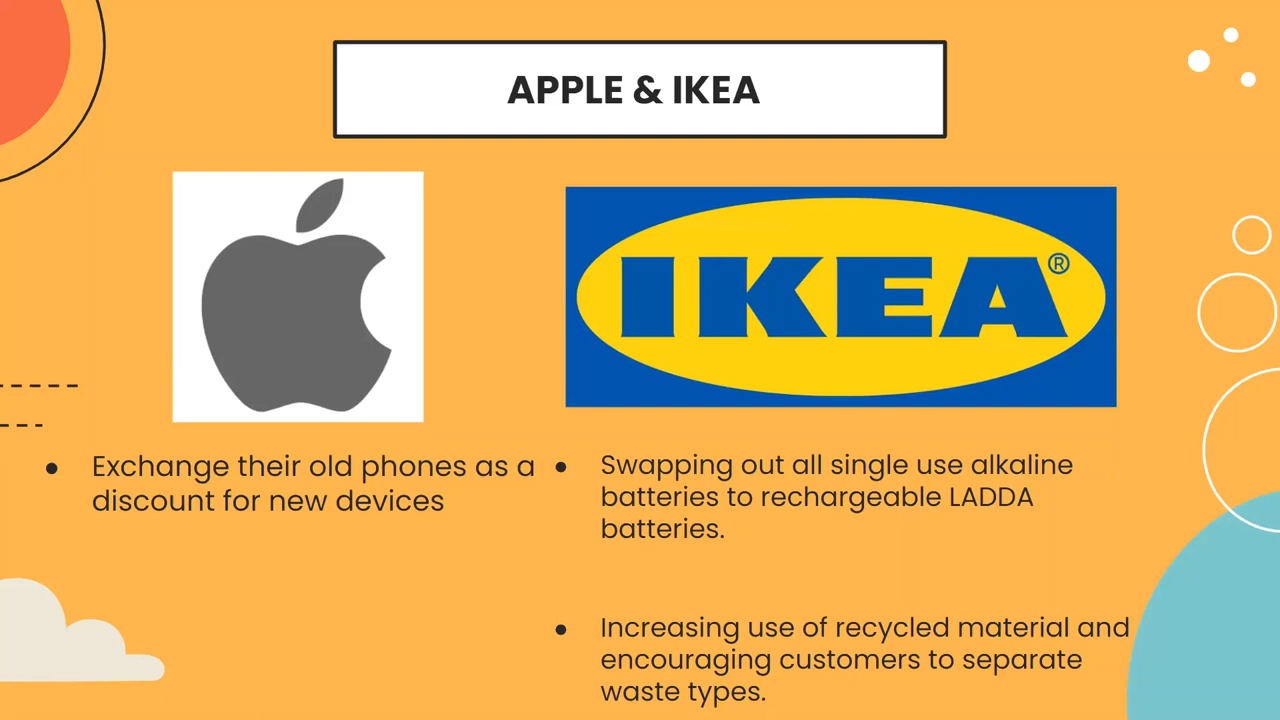 APPLE & IKEA
IKEA®
● Exchange their old phones as a
discount for new devices
● Swapping out all single use alkaline
batteries to rechargeable LADDA
batteries.
● Increasing use of recycled material and
encouraging customers to separate
waste types.